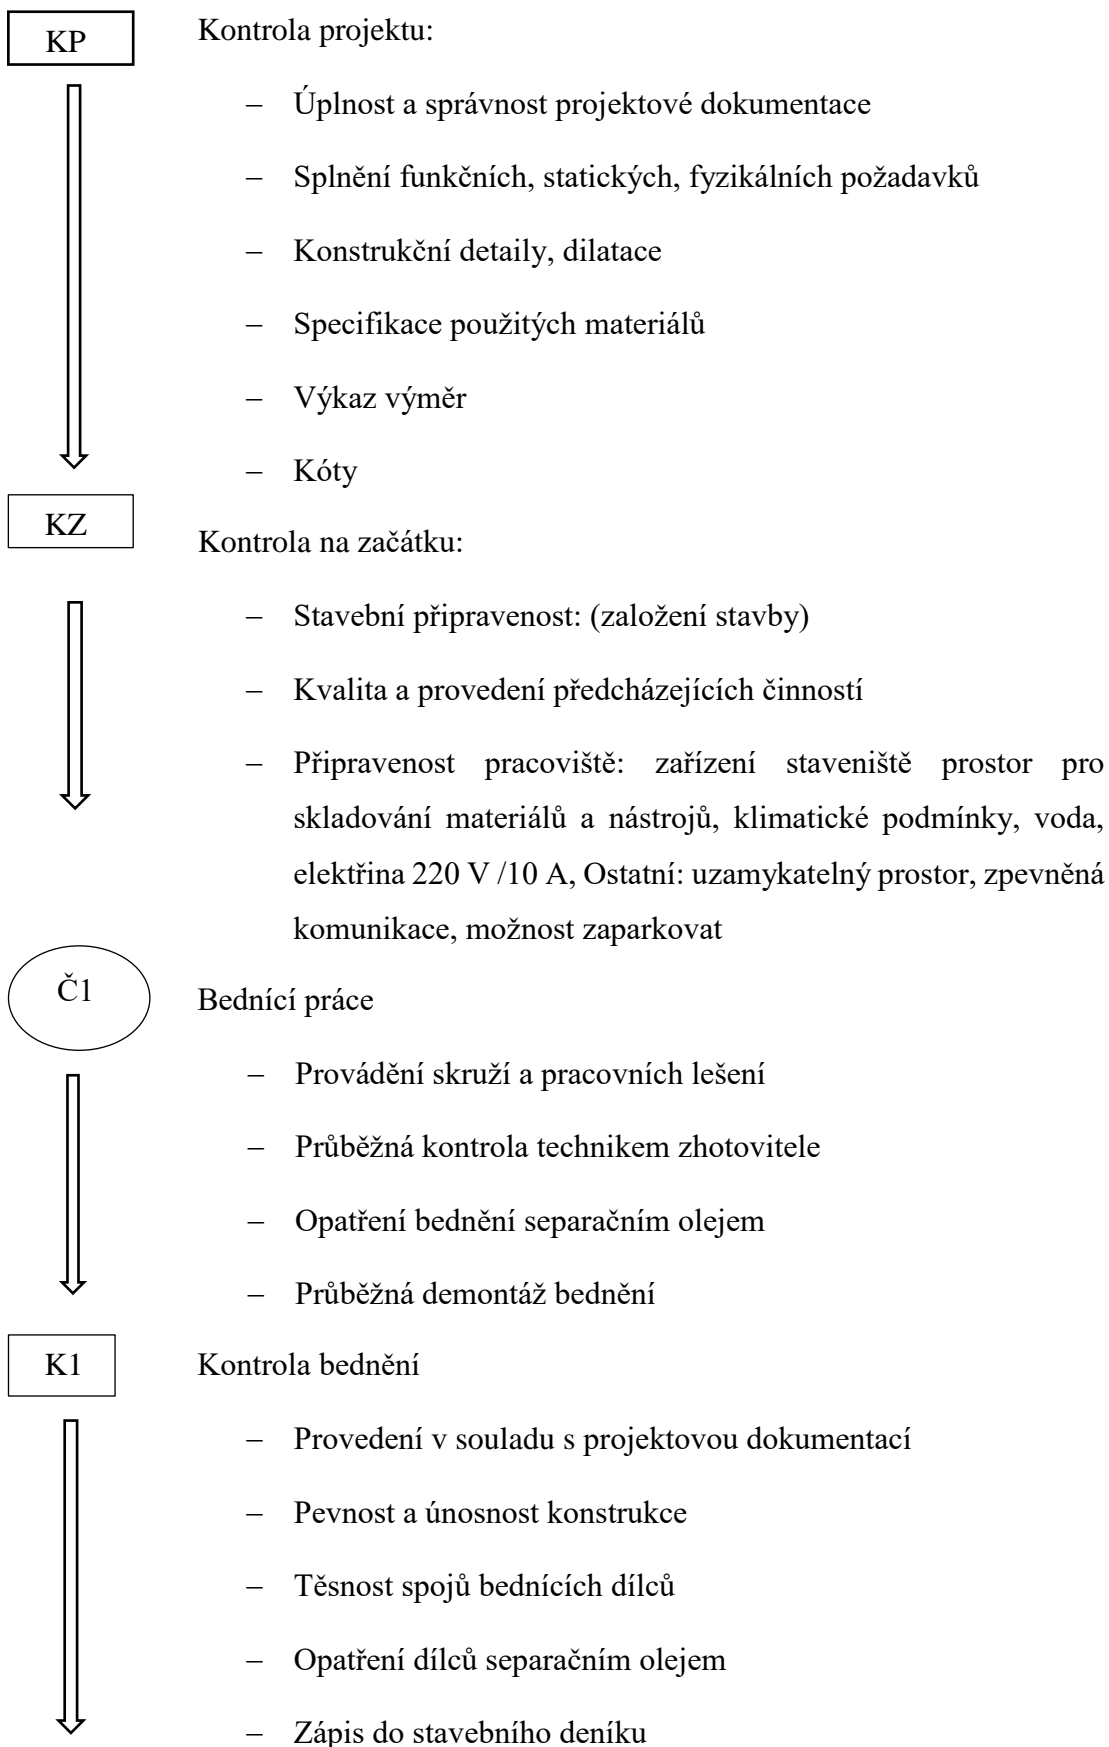 KP
Kontrola projektu:
– Úplnost a správnost projektové dokumentace
– Splnění funkčních, statických, fyzikálních požadavků
– Konstrukční detaily, dilatace
– Specifikace použitých materiálů
– Výkaz výměr
– Kóty
KZ
Kontrola na začátku:
– Stavební připravenost: (založení stavby)
– Kvalita a provedení předcházejících činností
– Připravenost pracoviště: zařízení staveniště prostor pro
skladování materiálů a nástrojů, klimatické podmínky, voda,
elektřina 220 V /10 A, Ostatní: uzamykatelný prostor, zpevněná
komunikace, možnost zaparkovat
Č1
Bednící práce
– Provádění skruží a pracovních lešení
– Průběžná kontrola technikem zhotovitele
– Opatření bednění separačním olejem
– Průběžná demontáž bednění
K1
Kontrola bednění
– Provedení v souladu s projektovou dokumentací
– Pevnost a únosnost konstrukce
– Těsnost spojů bednících dílců
– Opatření dílců separačním olejem
– Zápis do stavebního deníku